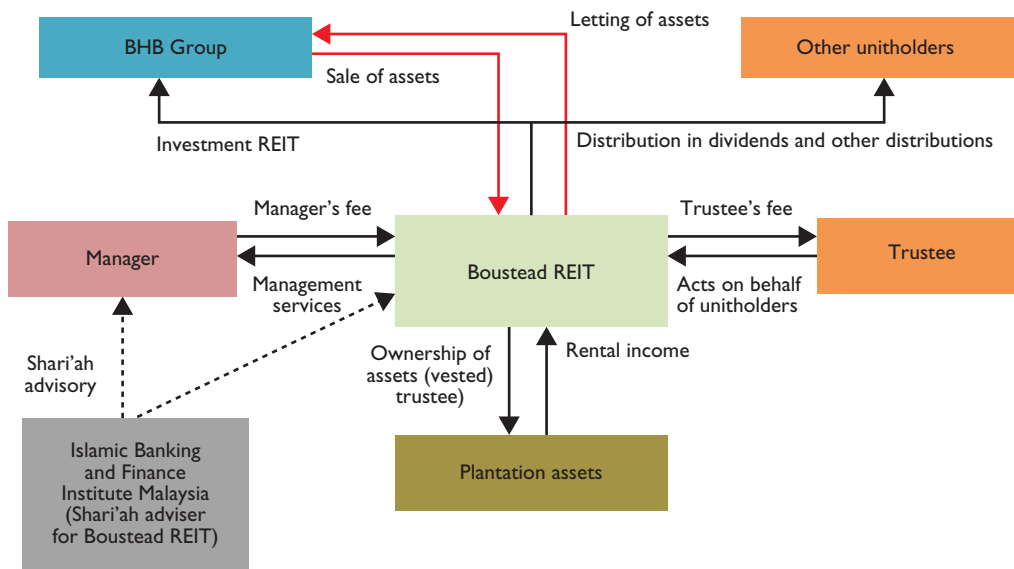 Letting of assets
BHB Group
Other unitholders
Sale of assets
Investment REIT
Distribution in dividends and other distributions
Manager's fee
Trustee's fee
Manager
Boustead REIT
Trustee
Management
services
Acts on behalf
of unitholders
Shari'ah
advisory
Ownership of
assets (vested)
trustee)
Rental income
Islamic Banking
and Finance
Institute Malaysia
(Shari'ah adviser
for Boustead REIT)
Plantation assets